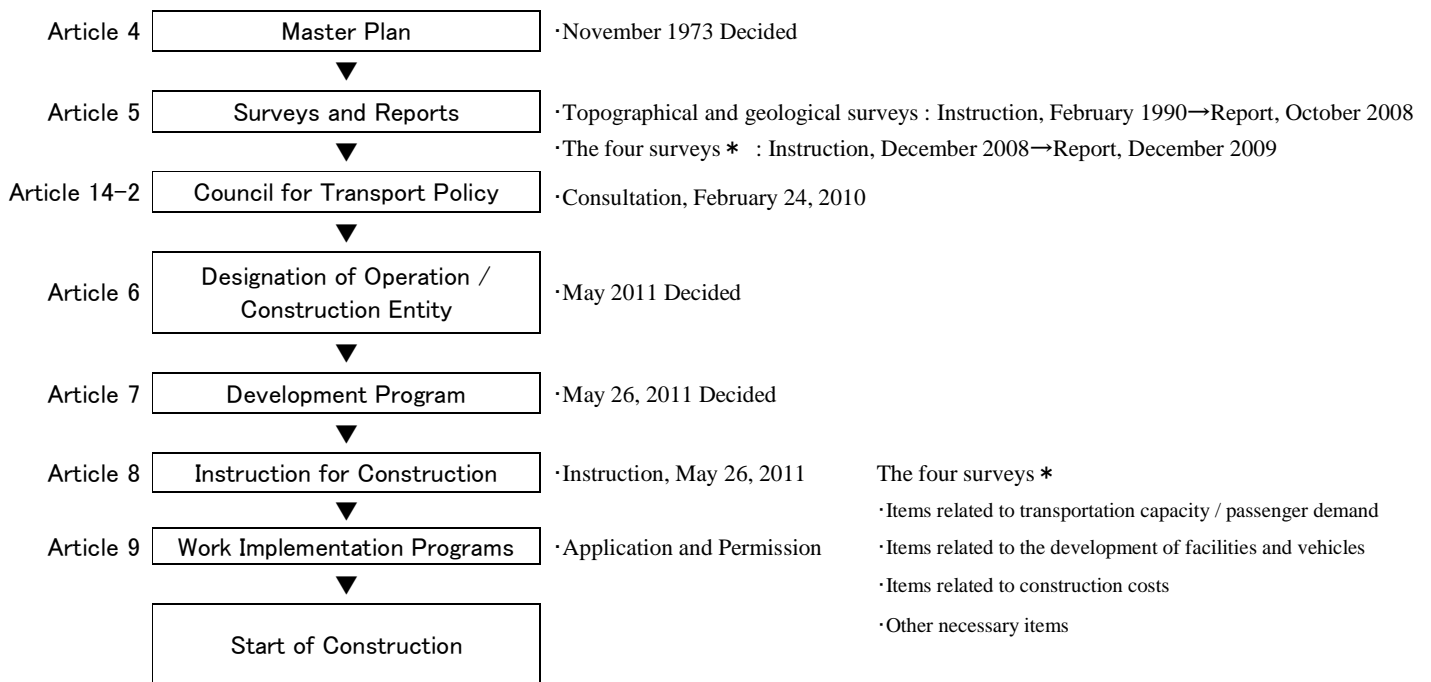 Article 4 Master Plan ·November 1973 Decided
▼
Article 5 Surveys and Reports ·Topographical and geological surveys : Instruction, February 1990→Report, October 2008
▼ ·The four surveys * : Instruction, December 2008→Report, December 2009
Article 14-2 Council for Transport Policy ·Consultation, February 24, 2010
▼
Article 6 Designation of Operation / Construction Entity ·May 2011 Decided
▼
Article 7 Development Program ·May 26, 2011 Decided
▼
Article 8 Instruction for Construction ·Instruction, May 26, 2011
▼
Article 9 Work Implementation Programs ·Application and Permission
▼
Start of Construction
The four surveys *
·Items related to transportation capacity / passenger demand
·Items related to the development of facilities and vehicles
·Items related to construction costs
·Other necessary items